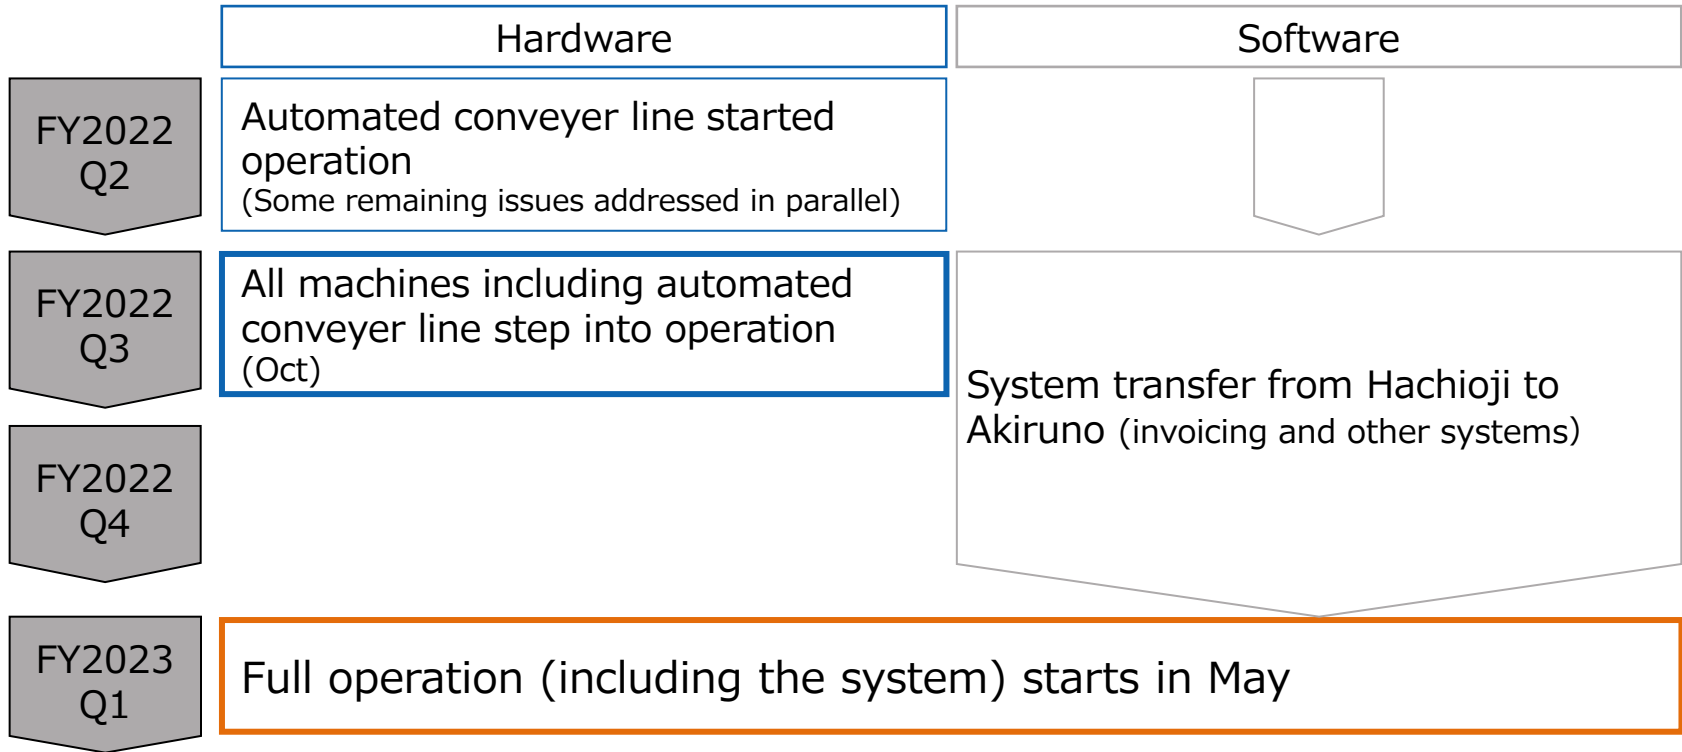 Hardware
Software
FY2022
Q2
Automated conveyer line started
operation
(Some remaining issues addressed in parallel)
FY2022
Q3
All machines including automated
conveyer line step into operation
(Oct)
System transfer from Hachioji to
Akiruno (invoicing and other systems)
FY2022
Q4
FY2023
Q1
Full operation (including the system) starts in May